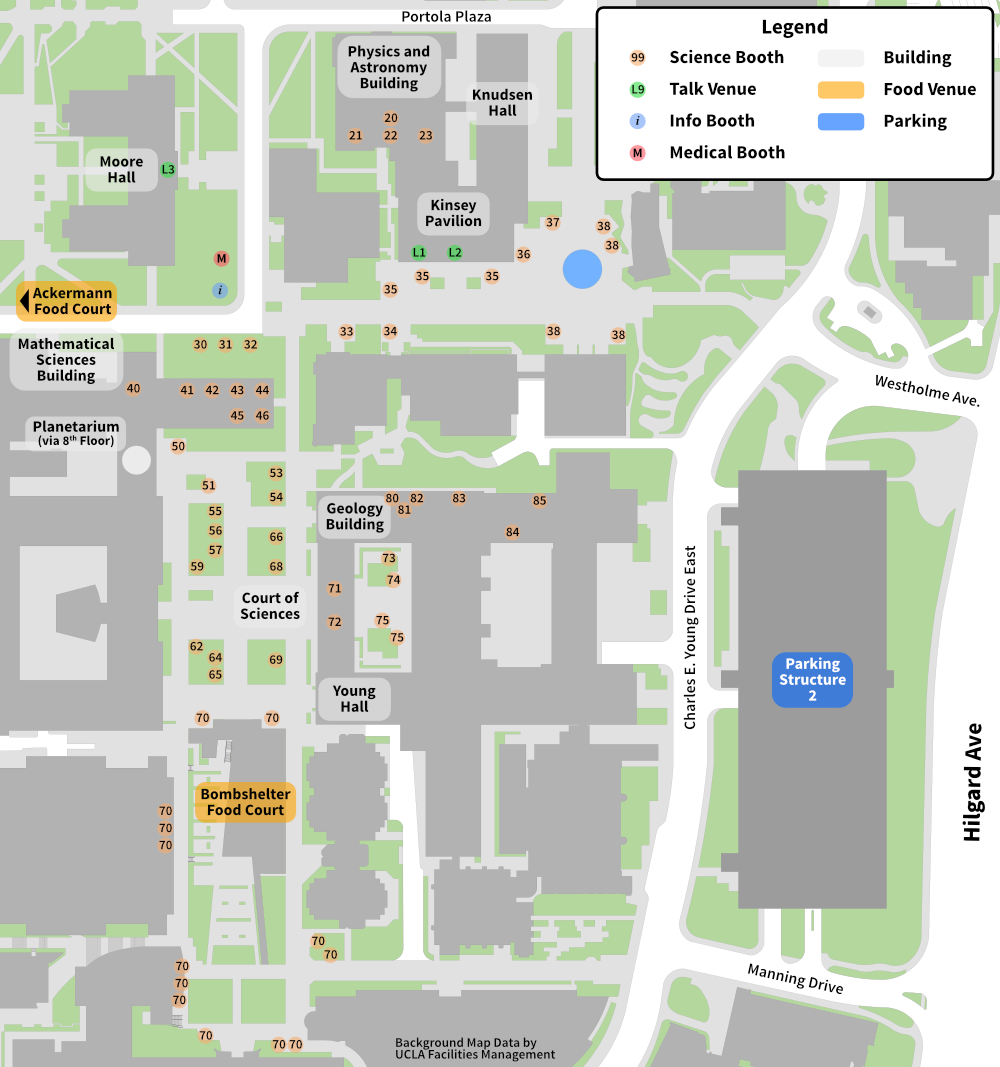 Portola Plaza
Legend
99 Science Booth
Building
L9 Talk Venue
Food Venue
i Info Booth
Parking
M Medical Booth
Physics and
Astronomy
Building
Knudsen
Hall
20
21 22 23
Moore
Hall
L3
Kinsey
Pavilion
37
38
38
L1 L2
36
M
35 35
35
i
Ackermann
Food Court
33 34 38 38
Mathematical
Sciences
Building
30 31 32
40 41 42 43 44
45 46
Westholme Ave.
Planetarium
(via 8th Floor)
50
53
51
54
55
56
57
59
66
68
Geology
Building
80 82 83 85
81
84
73
74
71
72
75
75
Court of
Sciences
62
64
65
69
Young
Hall
70 70
Charles E. Young Drive East
Parking
Structure
2
Hilgard Ave
Bombshelter
Food Court
70
70
70
70
70
70
70
70
70
70 70
Manning Drive
Background Map Data by
UCLA Facilities Management